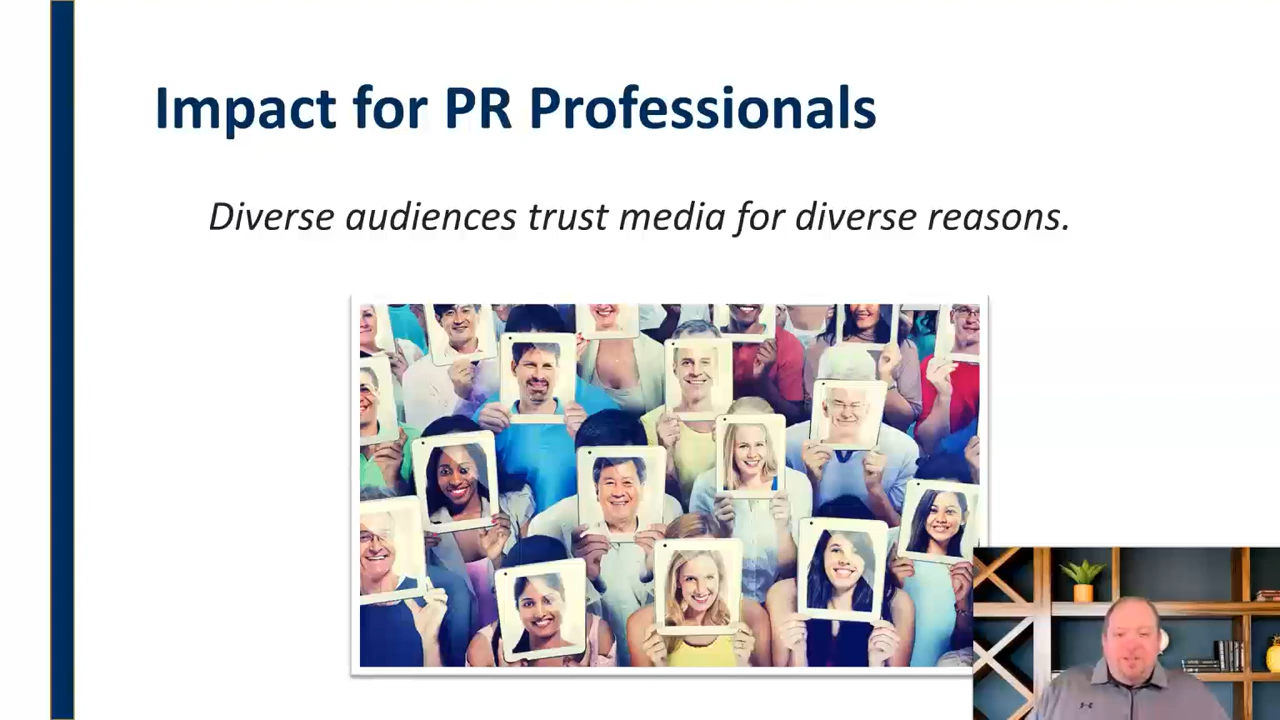 Impact for PR Professionals
Diverse audiences trust media for diverse reasons.